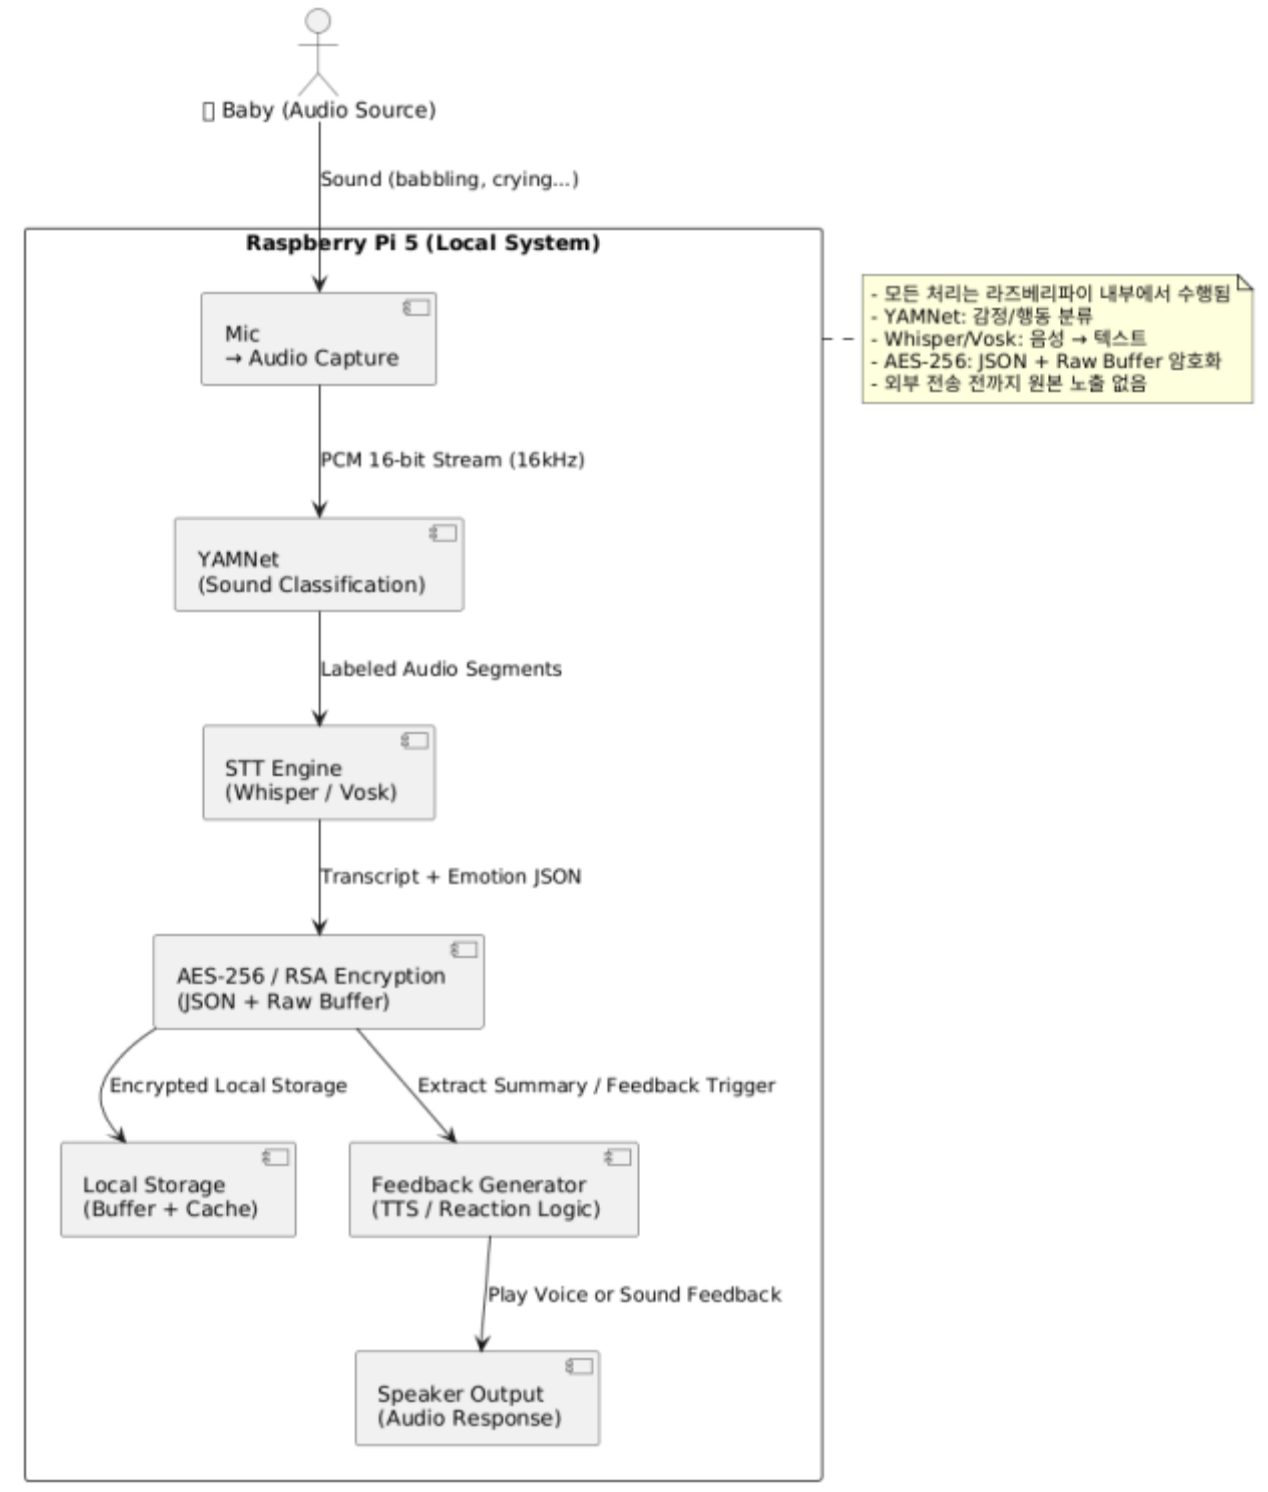 Baby (Audio Source)
Sound (babbling, crying...)
Raspberry Pi 5 (Local System)
- 모든 처리는 라즈베리파이 내부에서 수행됨
- YAMNet: 감정/행동 분류
- Whisper/Vosk: 음성 → 텍스트
- AES-256: JSON + Raw Buffer 암호화
- 외부 전송 전까지 원본 노출 없음
Mic
→ Audio Capture
PCM 16-bit Stream (16kHz)
YAMNet
(Sound Classification)
Labeled Audio Segments
STT Engine
(Whisper / Vosk)
Transcript + Emotion JSON
AES-256 / RSA Encryption
(JSON + Raw Buffer)
Encrypted Local Storage
Extract Summary / Feedback Trigger
Local Storage
(Buffer + Cache)
Feedback Generator
(TTS / Reaction Logic)
Play Voice or Sound Feedback
Speaker Output
(Audio Response)